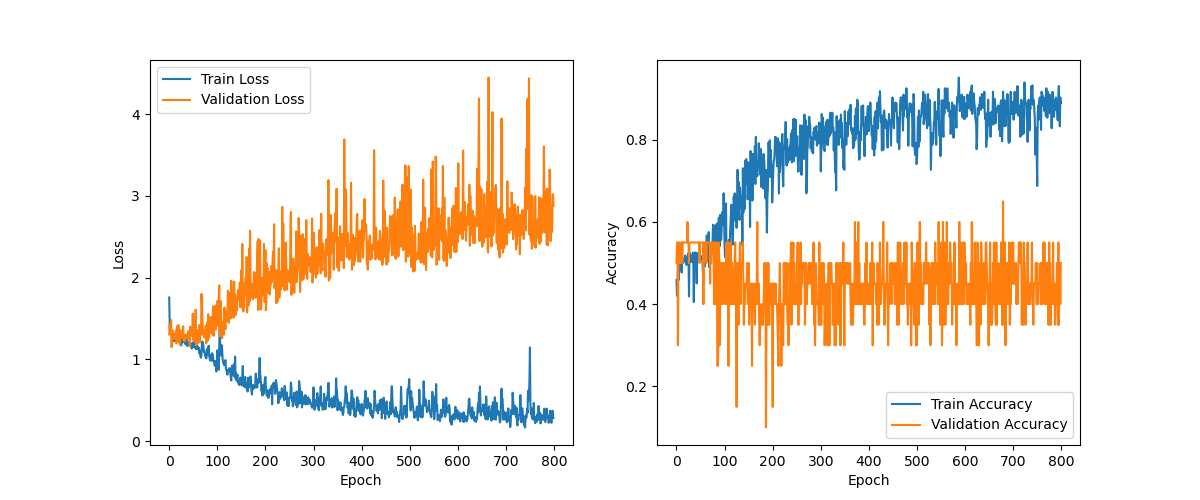 Train Loss
Validation Loss
4
3
2
1
0
Loss
0 100 200 300 400 500 600 700 800
Epoch
0.8
0.6
0.4
0.2
Accuracy
Train Accuracy
Validation Accuracy
0 100 200 300 400 500 600 700 800
Epoch